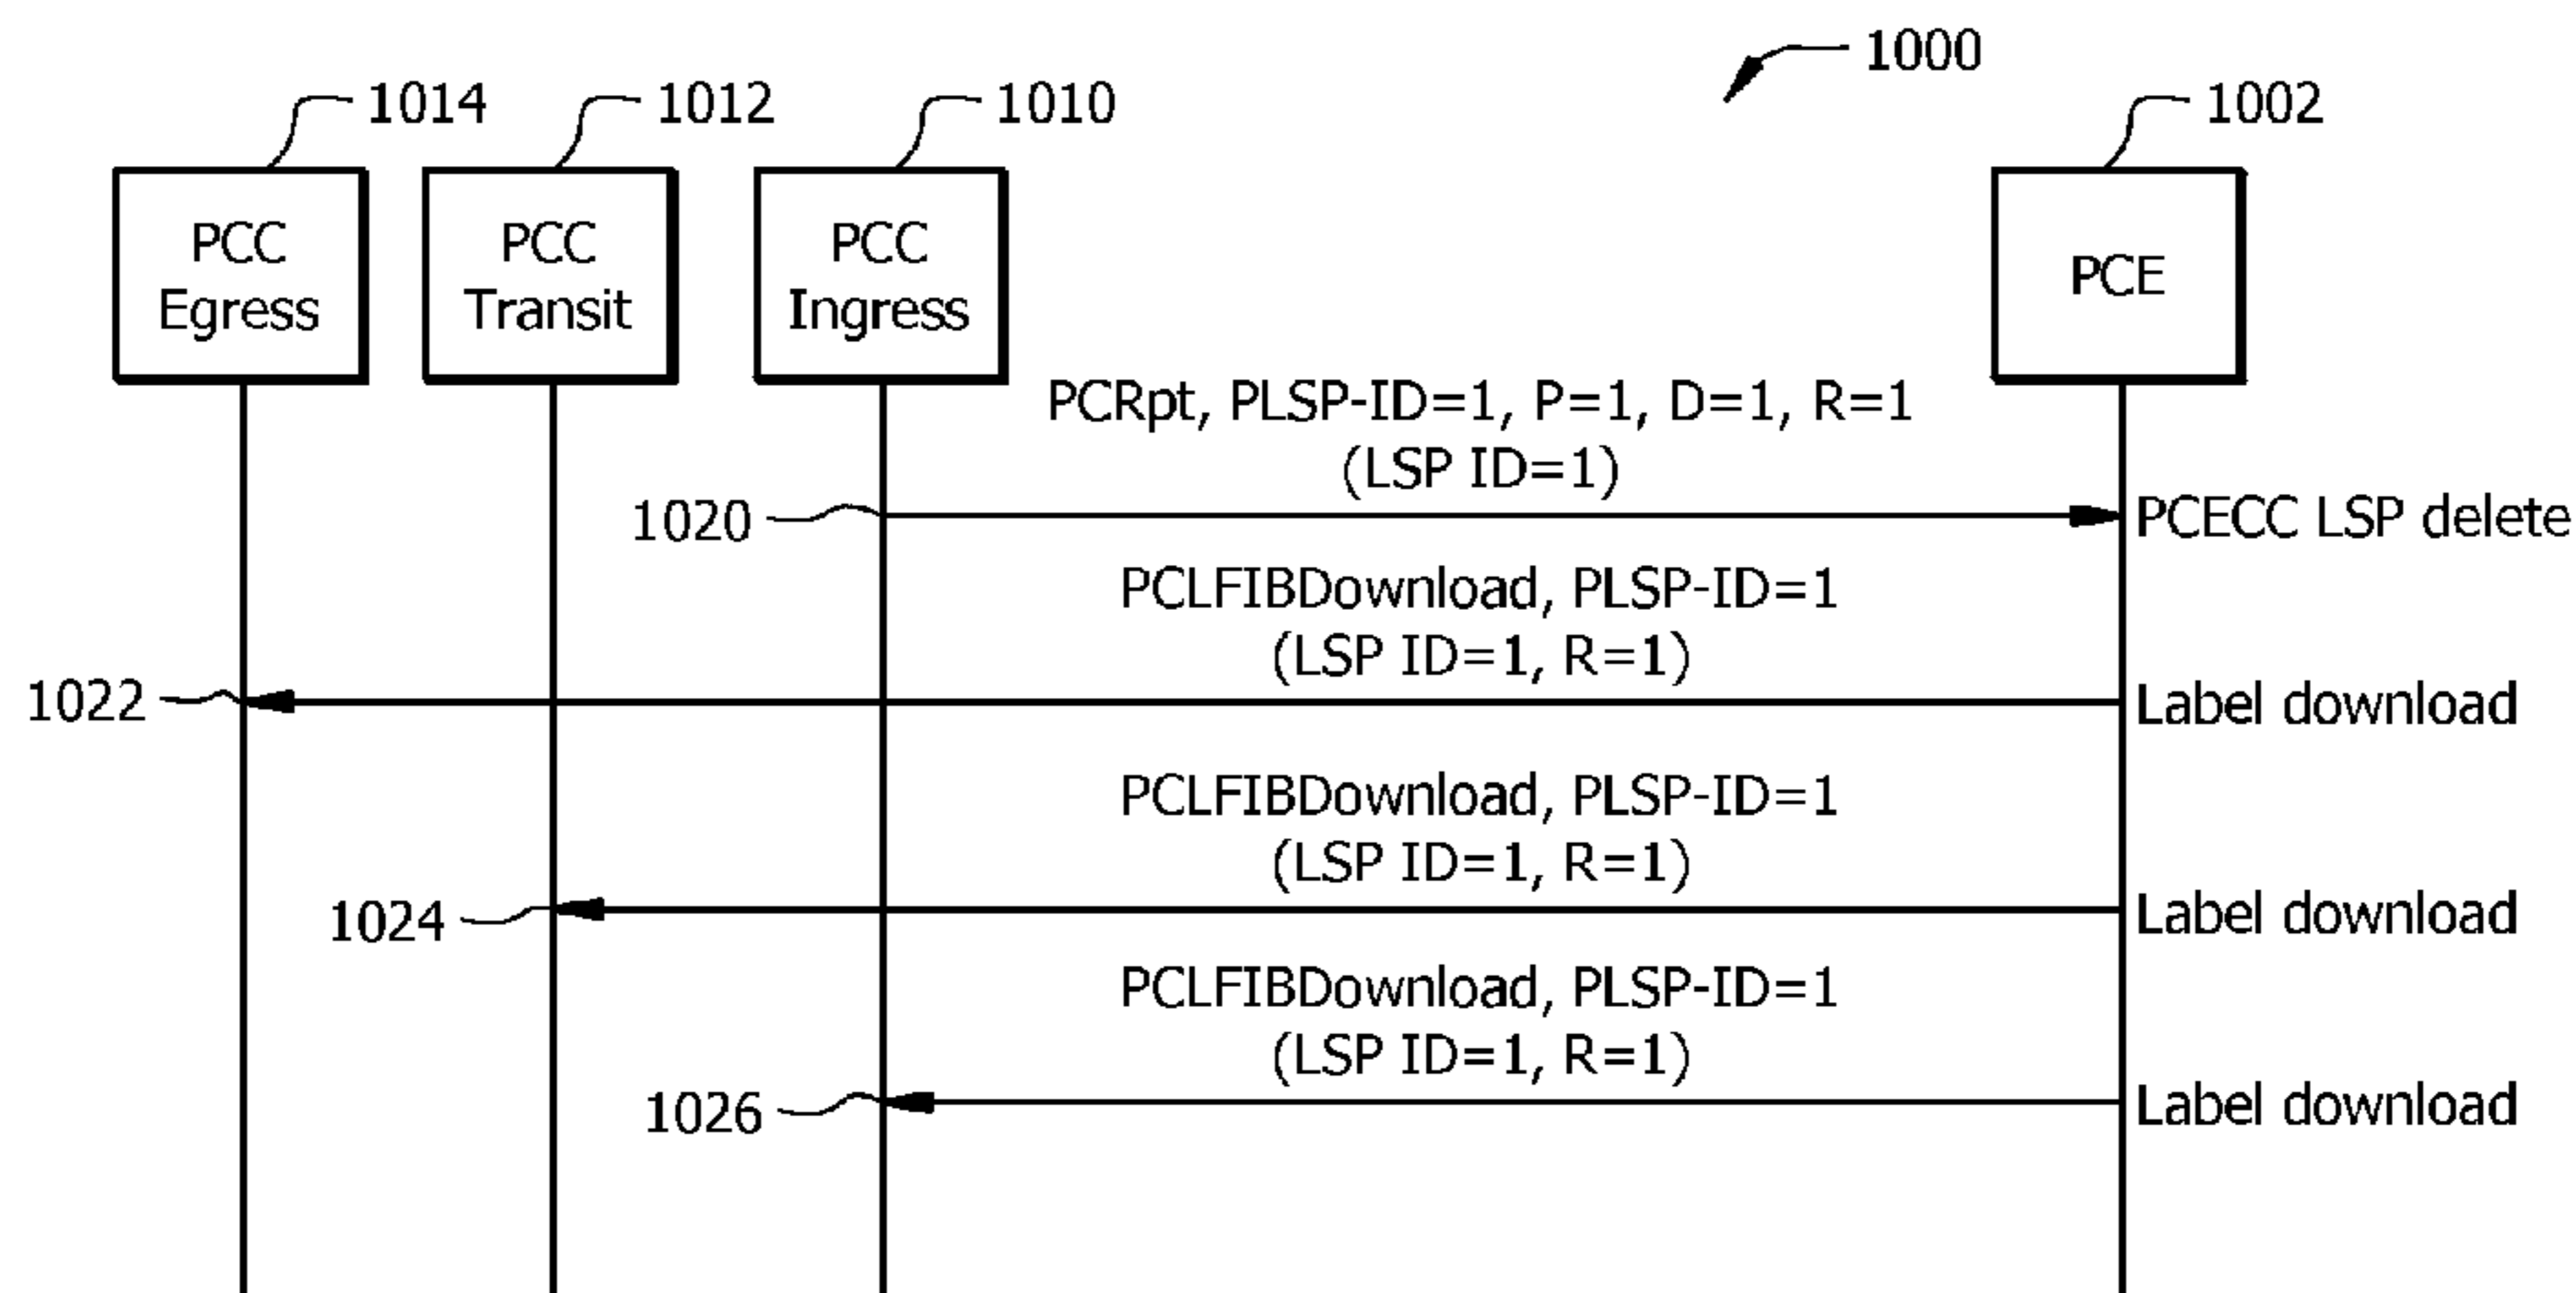 1000
1014
1012
1010
1002
PCC
Egress
PCC
Transit
PCC
Ingress
PCE
PCRpt, PLSP-ID=1, P=1, D=1, R=1
(LSP ID=1)
1020
PCECC LSP delete
PCLFIBDownload, PLSP-ID=1
(LSP ID=1, R=1)
1022
Label download
PCLFIBDownload, PLSP-ID=1
(LSP ID=1, R=1)
1024
Label download
PCLFIBDownload, PLSP-ID=1
(LSP ID=1, R=1)
1026
Label download